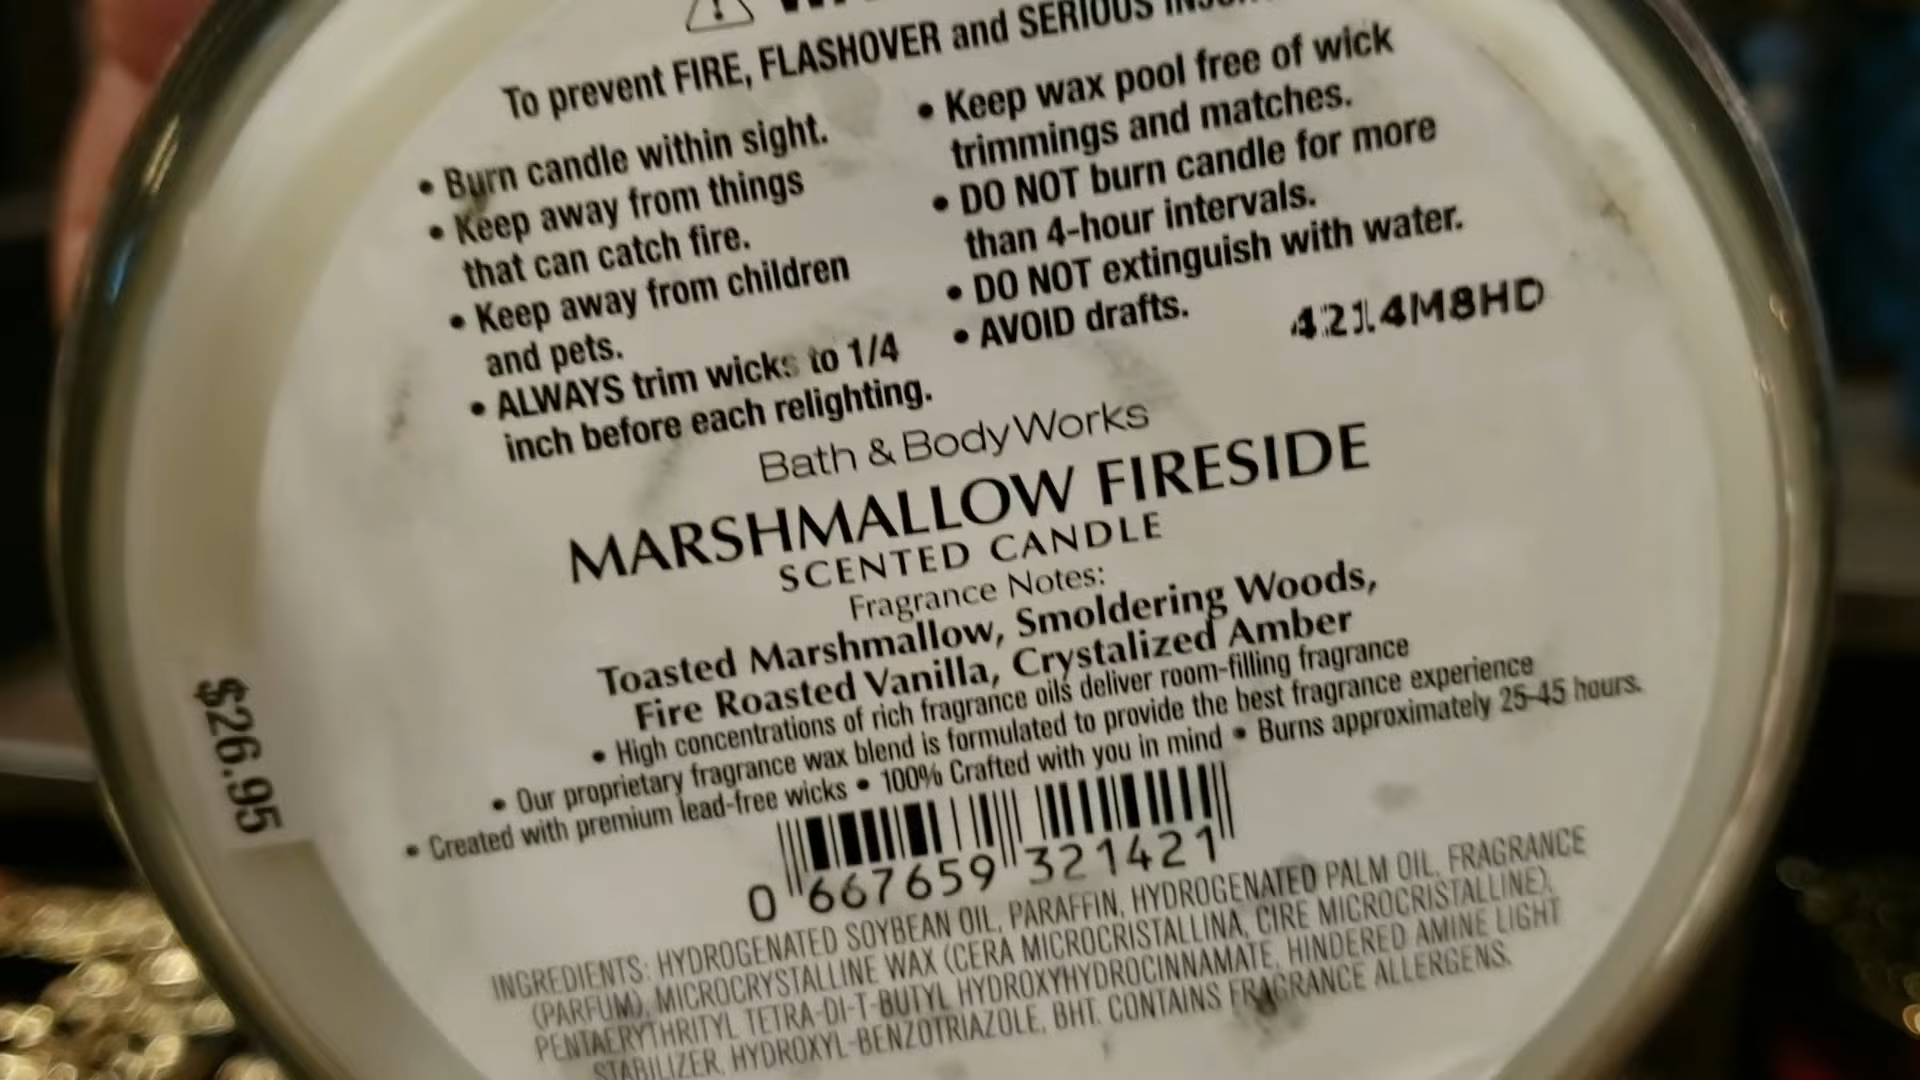 To prevent FIRE, FLASHOVER and SERIOUS
• Burn candle within sight.
• Keep away from things
that can catch fire.
• Keep away from children
and pets.
• ALWAYS trim wicks to 1/4
inch before each relighting.
• Keep wax pool free of wick
trimmings and matches.
• DO NOT burn candle for more
than 4-hour intervals.
• DO NOT extinguish with water.
• AVOID drafts.
4214M8HD
Bath & Body Works
MARSHMALLOW FIRESIDE
SCENTED CANDLE
Fragrance Notes:
Toasted Marshmallow, Smoldering Woods,
Fire Roasted Vanilla, Crystalized Amber
• High concentrations of rich fragrance oils deliver room-filling fragrance
• Our proprietary fragrance wax blend is formulated to provide the best fragrance experience
• Created with premium lead-free wicks • 100% Crafted with you in mind • Burns approximately 25-45 hours.
$26.95
0 667659 321421
INGREDIENTS: HYDROGENATED SOYBEAN OIL, PARAFFIN, HYDROGENATED PALM OIL, FRAGRANCE
(PARFUM), MICROCRYSTALLINE WAX (CERA MICROCRISTALLINA, CIRE MICROCRISTALLINE),
PENTAERYTHRITYL TETRA-DI-T-BUTYL HYDROXYHYDROCINNAMATE, HINDERED AMINE LIGHT
STABILIZER, HYDROXYL-BENZOTRIAZOLE, BHT. CONTAINS FRAGRANCE ALLERGENS.